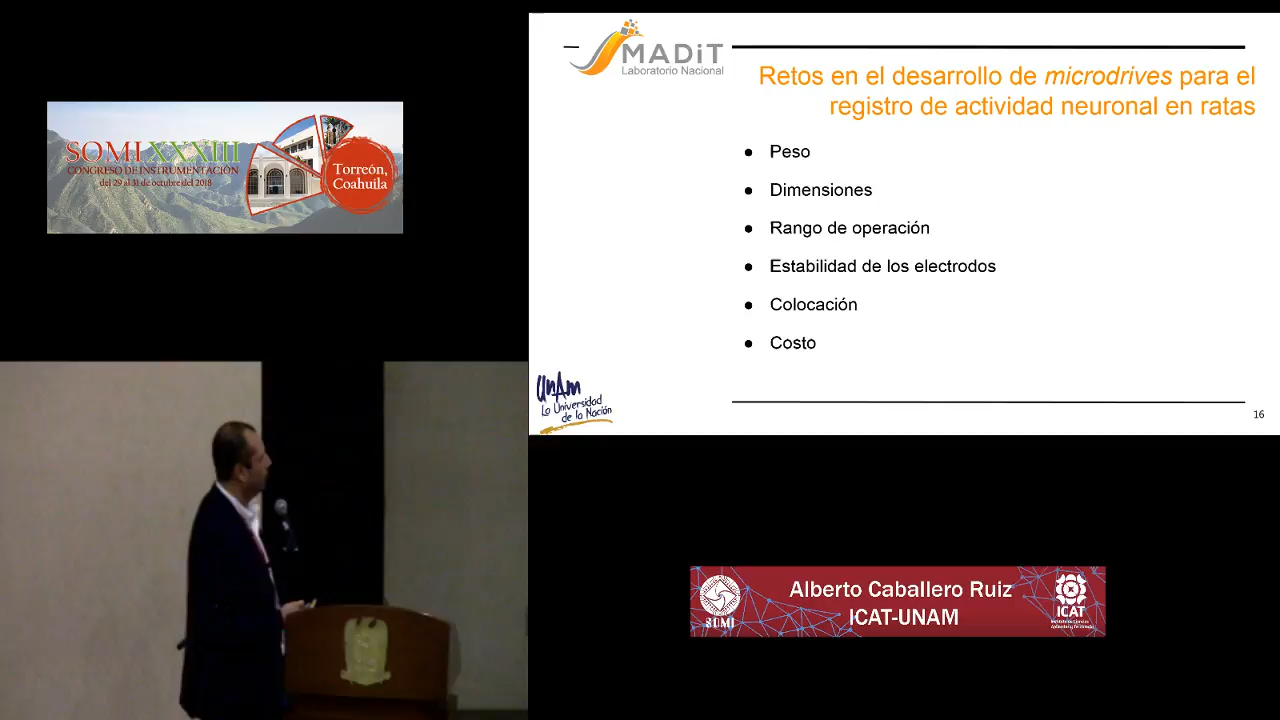 SOMI XXXIII
CONGRESO DE INSTRUMENTACIÓN
del 29 al 31 de octubre del 2018
Torreón,
Coahuila
MADiT
Laboratorio Nacional
Retos en el desarrollo de microdrives para el
registro de actividad neuronal en ratas
● Peso
● Dimensiones
● Rango de operación
● Estabilidad de los electrodos
● Colocación
● Costo
UnAm
La Universidad
de la Nación
16
SOMI
Alberto Caballero Ruiz
ICAT-UNAM
ICAT